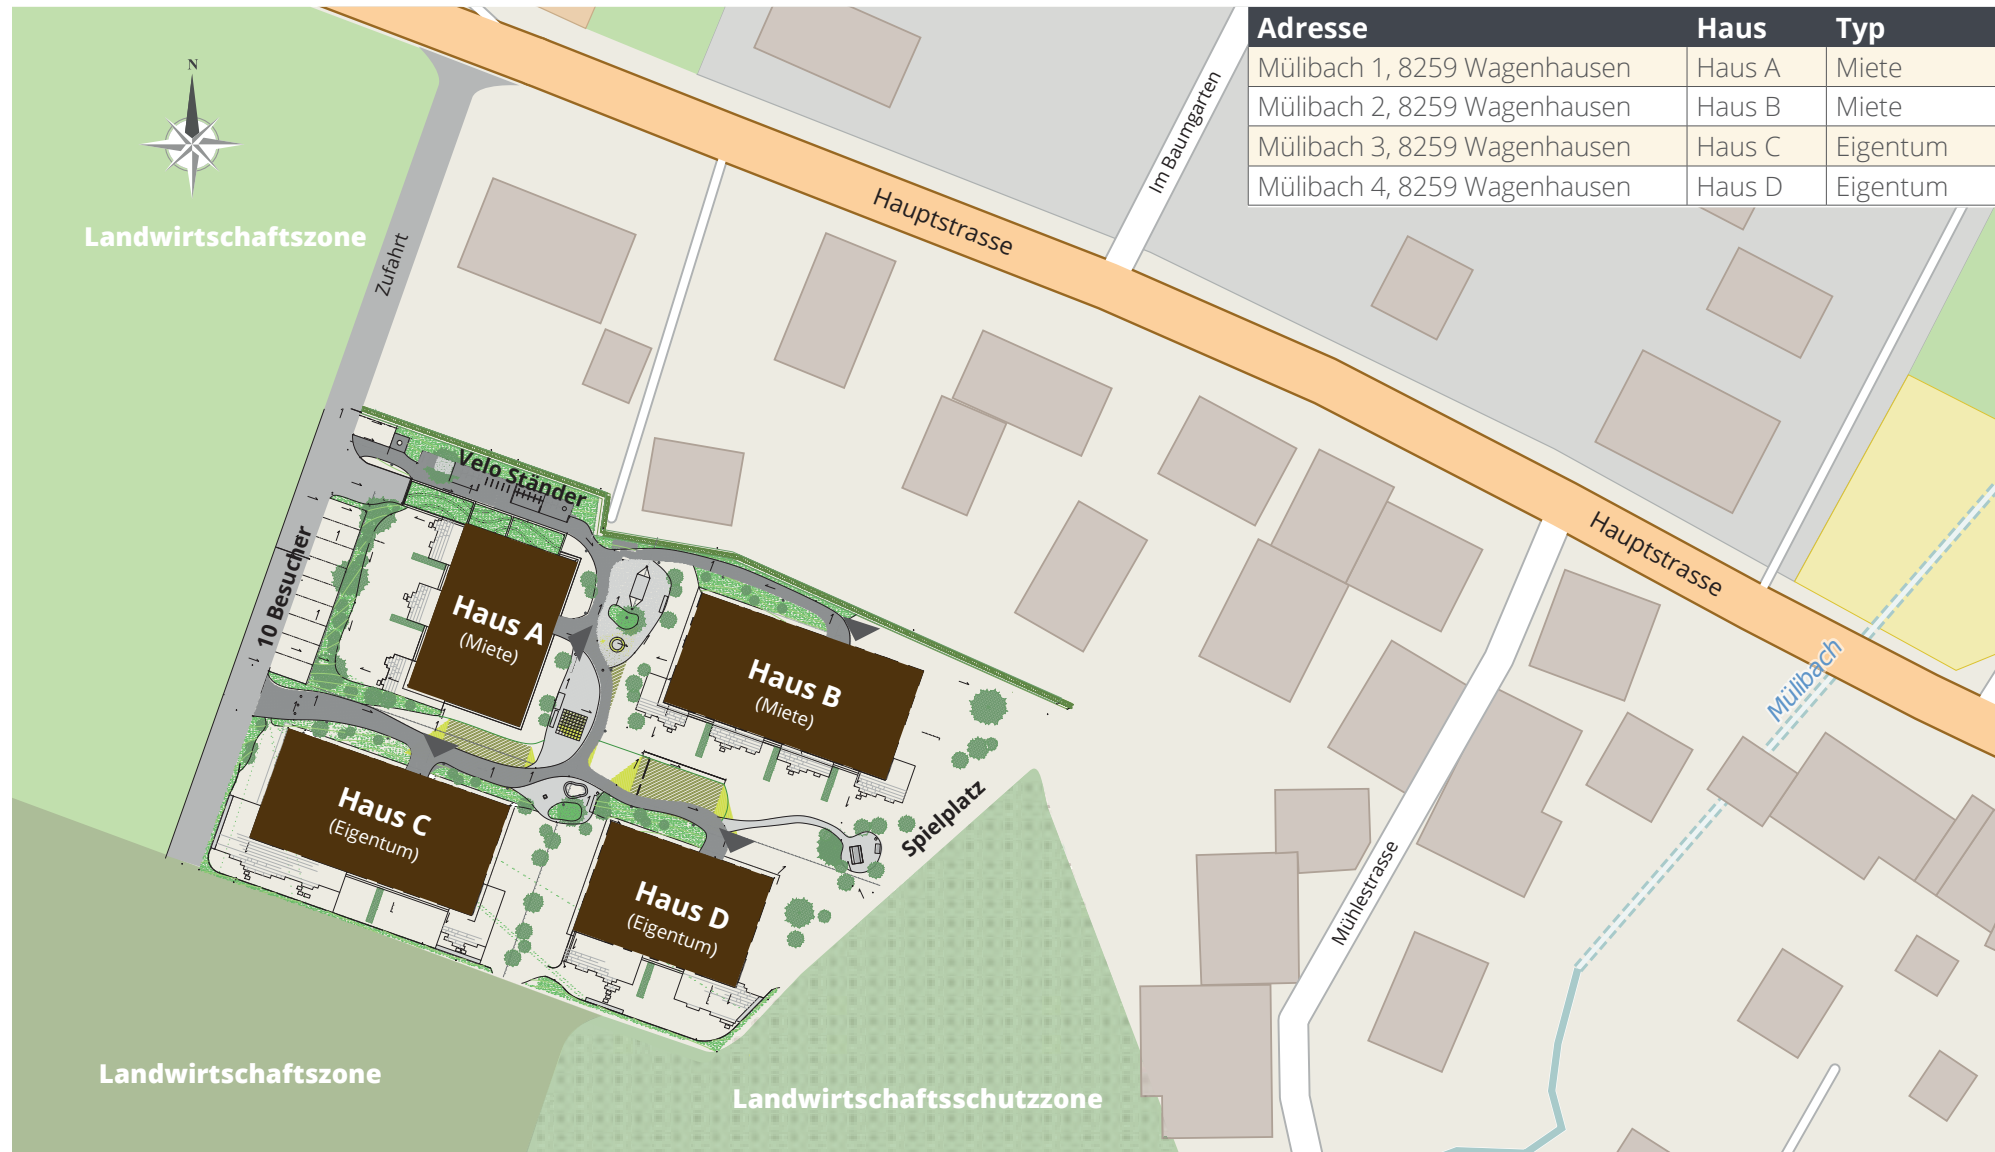 Adresse Haus Typ
Mülibach 1, 8259 Wagenhausen Haus A Miete
Mülibach 2, 8259 Wagenhausen Haus B Miete
Mülibach 3, 8259 Wagenhausen Haus C Eigentum
Mülibach 4, 8259 Wagenhausen Haus D Eigentum
N
Landwirtschaftszone
Zufahrt
Hauptstrasse
Im Baumgarten
Velo Ständer
10 Besucher
Haus A
(Miete)
Haus B
(Miete)
Haus C
(Eigentum)
Haus D
(Eigentum)
Spielplatz
Hauptstrasse
Mülibach
Mühlestrasse
Landwirtschaftszone
Landwirtschaftsschutzzone